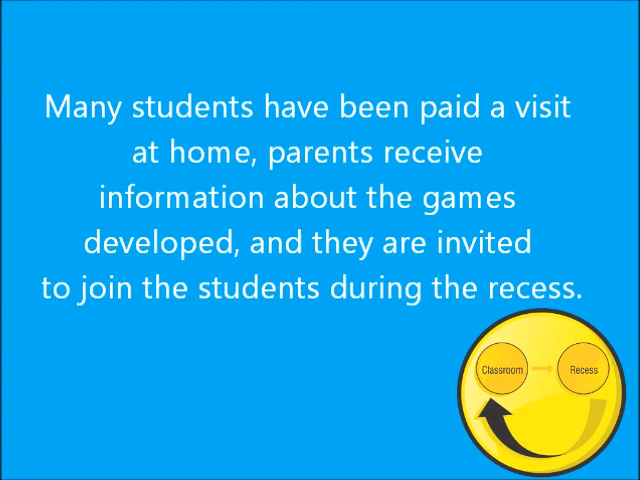 Many students have been paid a visit
at home, parents receive
information about the games
developed, and they are invited
to join the students during the recess.
Classroom
Recess